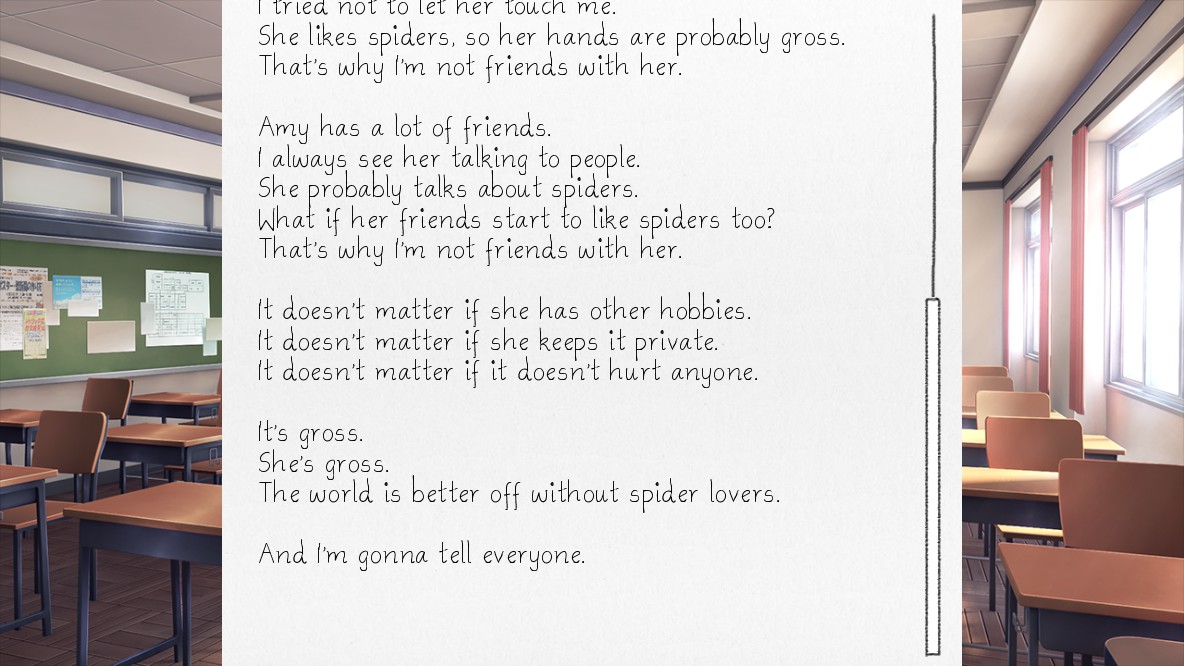 I tried not to let her touch me.
She likes spiders, so her hands are probably gross.
That's why I'm not friends with her.
Amy has a lot of friends.
I always see her talking to people.
She probably talks about spiders.
What if her friends start to like spiders too?
That's why I'm not friends with her.
It doesn't matter if she has other hobbies.
It doesn't matter if she keeps it private.
It doesn't matter if it doesn't hurt anyone.
It's gross.
She's gross.
The world is better off without spider lovers.
And I'm gonna tell everyone.